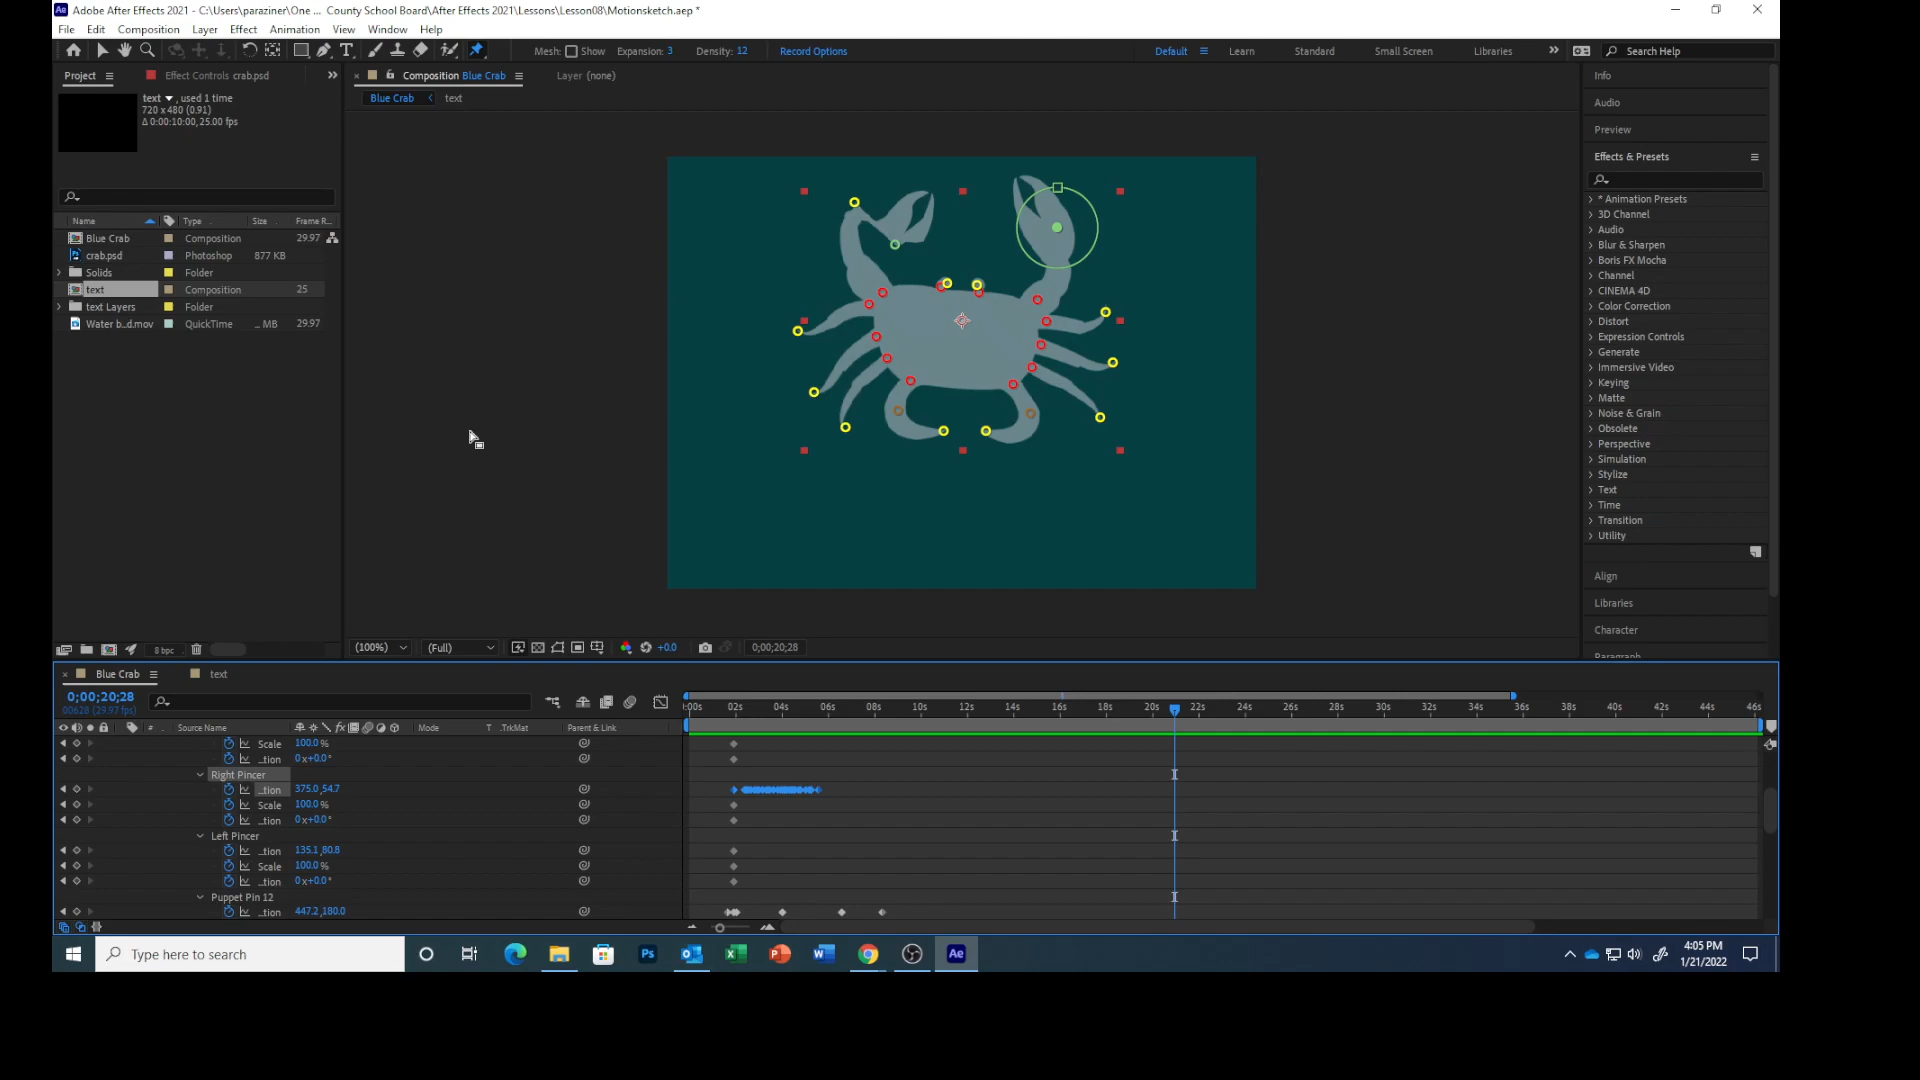 Adobe After Effects 2021 - C:\Users\paraziner\One ... County School Board\After Effects 2021\Lessons\Lesson08\Motionsketch.aep *
File Edit Composition Layer Effect Animation View Window Help
Mesh: Show Expansion: 3 Density: 12 Record Options Default Learn Standard Small Screen Libraries Search Help
Project Effect Controls crab.psd
Composition Blue Crab Layer (none)
Blue Crab text
text , used 1 time
720 x 480 (0.91)
Δ 0:00:10:00, 25.00 fps
Name Type Size Frame R...
Blue Crab Composition 29.97
crab.psd Photoshop 877 KB
Solids Folder
text Composition 25
text Layers Folder
Water b...d.mov QuickTime ... MB 29.97
8 bpc
(100%) (Full) +0.0 0;00;20;28
Info
Audio
Preview
Effects & Presets
* Animation Presets
3D Channel
Audio
Blur & Sharpen
Boris FX Mocha
Channel
CINEMA 4D
Color Correction
Distort
Expression Controls
Generate
Immersive Video
Keying
Matte
Noise & Grain
Obsolete
Perspective
Simulation
Stylize
Text
Time
Transition
Utility
Align
Libraries
Character
Paragraph
Blue Crab text
0;00;20;28
00628 (29.97 fps)
:00s 02s 04s 06s 08s 10s 12s 14s 16s 18s 20s 22s 24s 26s 28s 30s 32s 34s 36s 38s 40s 42s 44s 46s
# Source Name Mode T .TrkMat Parent & Link
Scale 100.0 %
...tion 0 x+0.0°
Right Pincer
...tion 375.0,54.7
Scale 100.0 %
...tion 0 x+0.0°
Left Pincer
...tion 135.1,80.8
Scale 100.0 %
...tion 0 x+0.0°
Puppet Pin 12
...tion 447.2,180.0
Type here to search
Ps
Ae
4:05 PM
1/21/2022